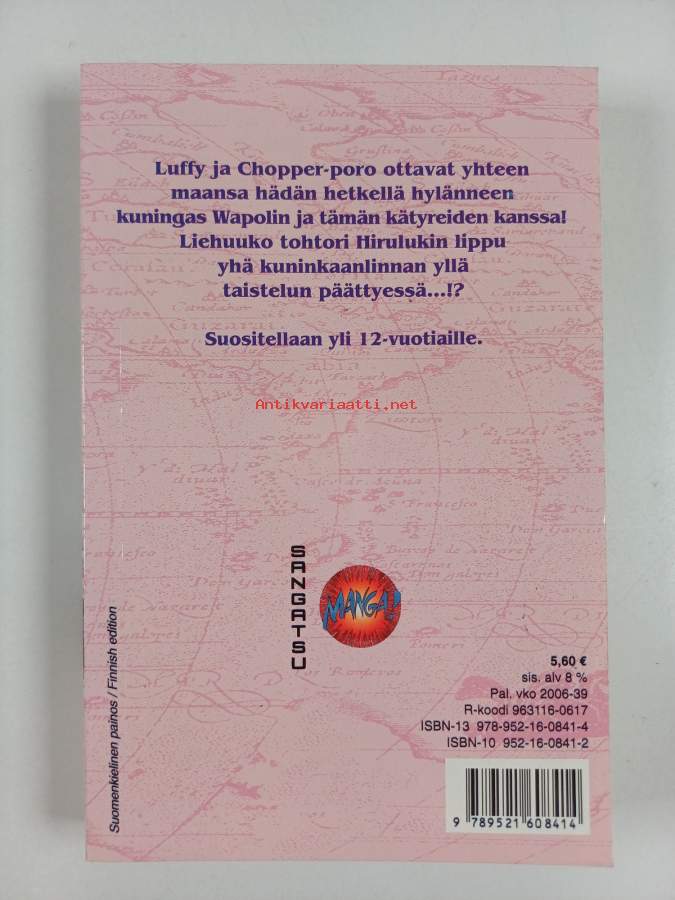 Luffy ja Chopper-poro ottavat yhteen
maansa hädän hetkellä hylänneen
kuningas Wapolin ja tämän kätyreiden kanssa!
Liehuuko tohtori Hirulukin lippu
yhä kuninkaanlinnan yllä
taistelun päättyessä...!?
Suositellaan yli 12-vuotiaille.
Antikvariaatti.net
SANGATSU
MANGA!
Suomenkielinen painos / Finnish edition
5,60 €
sis. alv 8 %
Pal. vko 2006-39
R-koodi 963116-0617
ISBN-13 978-952-16-0841-4
ISBN-10 952-16-0841-2
9 789521 608414